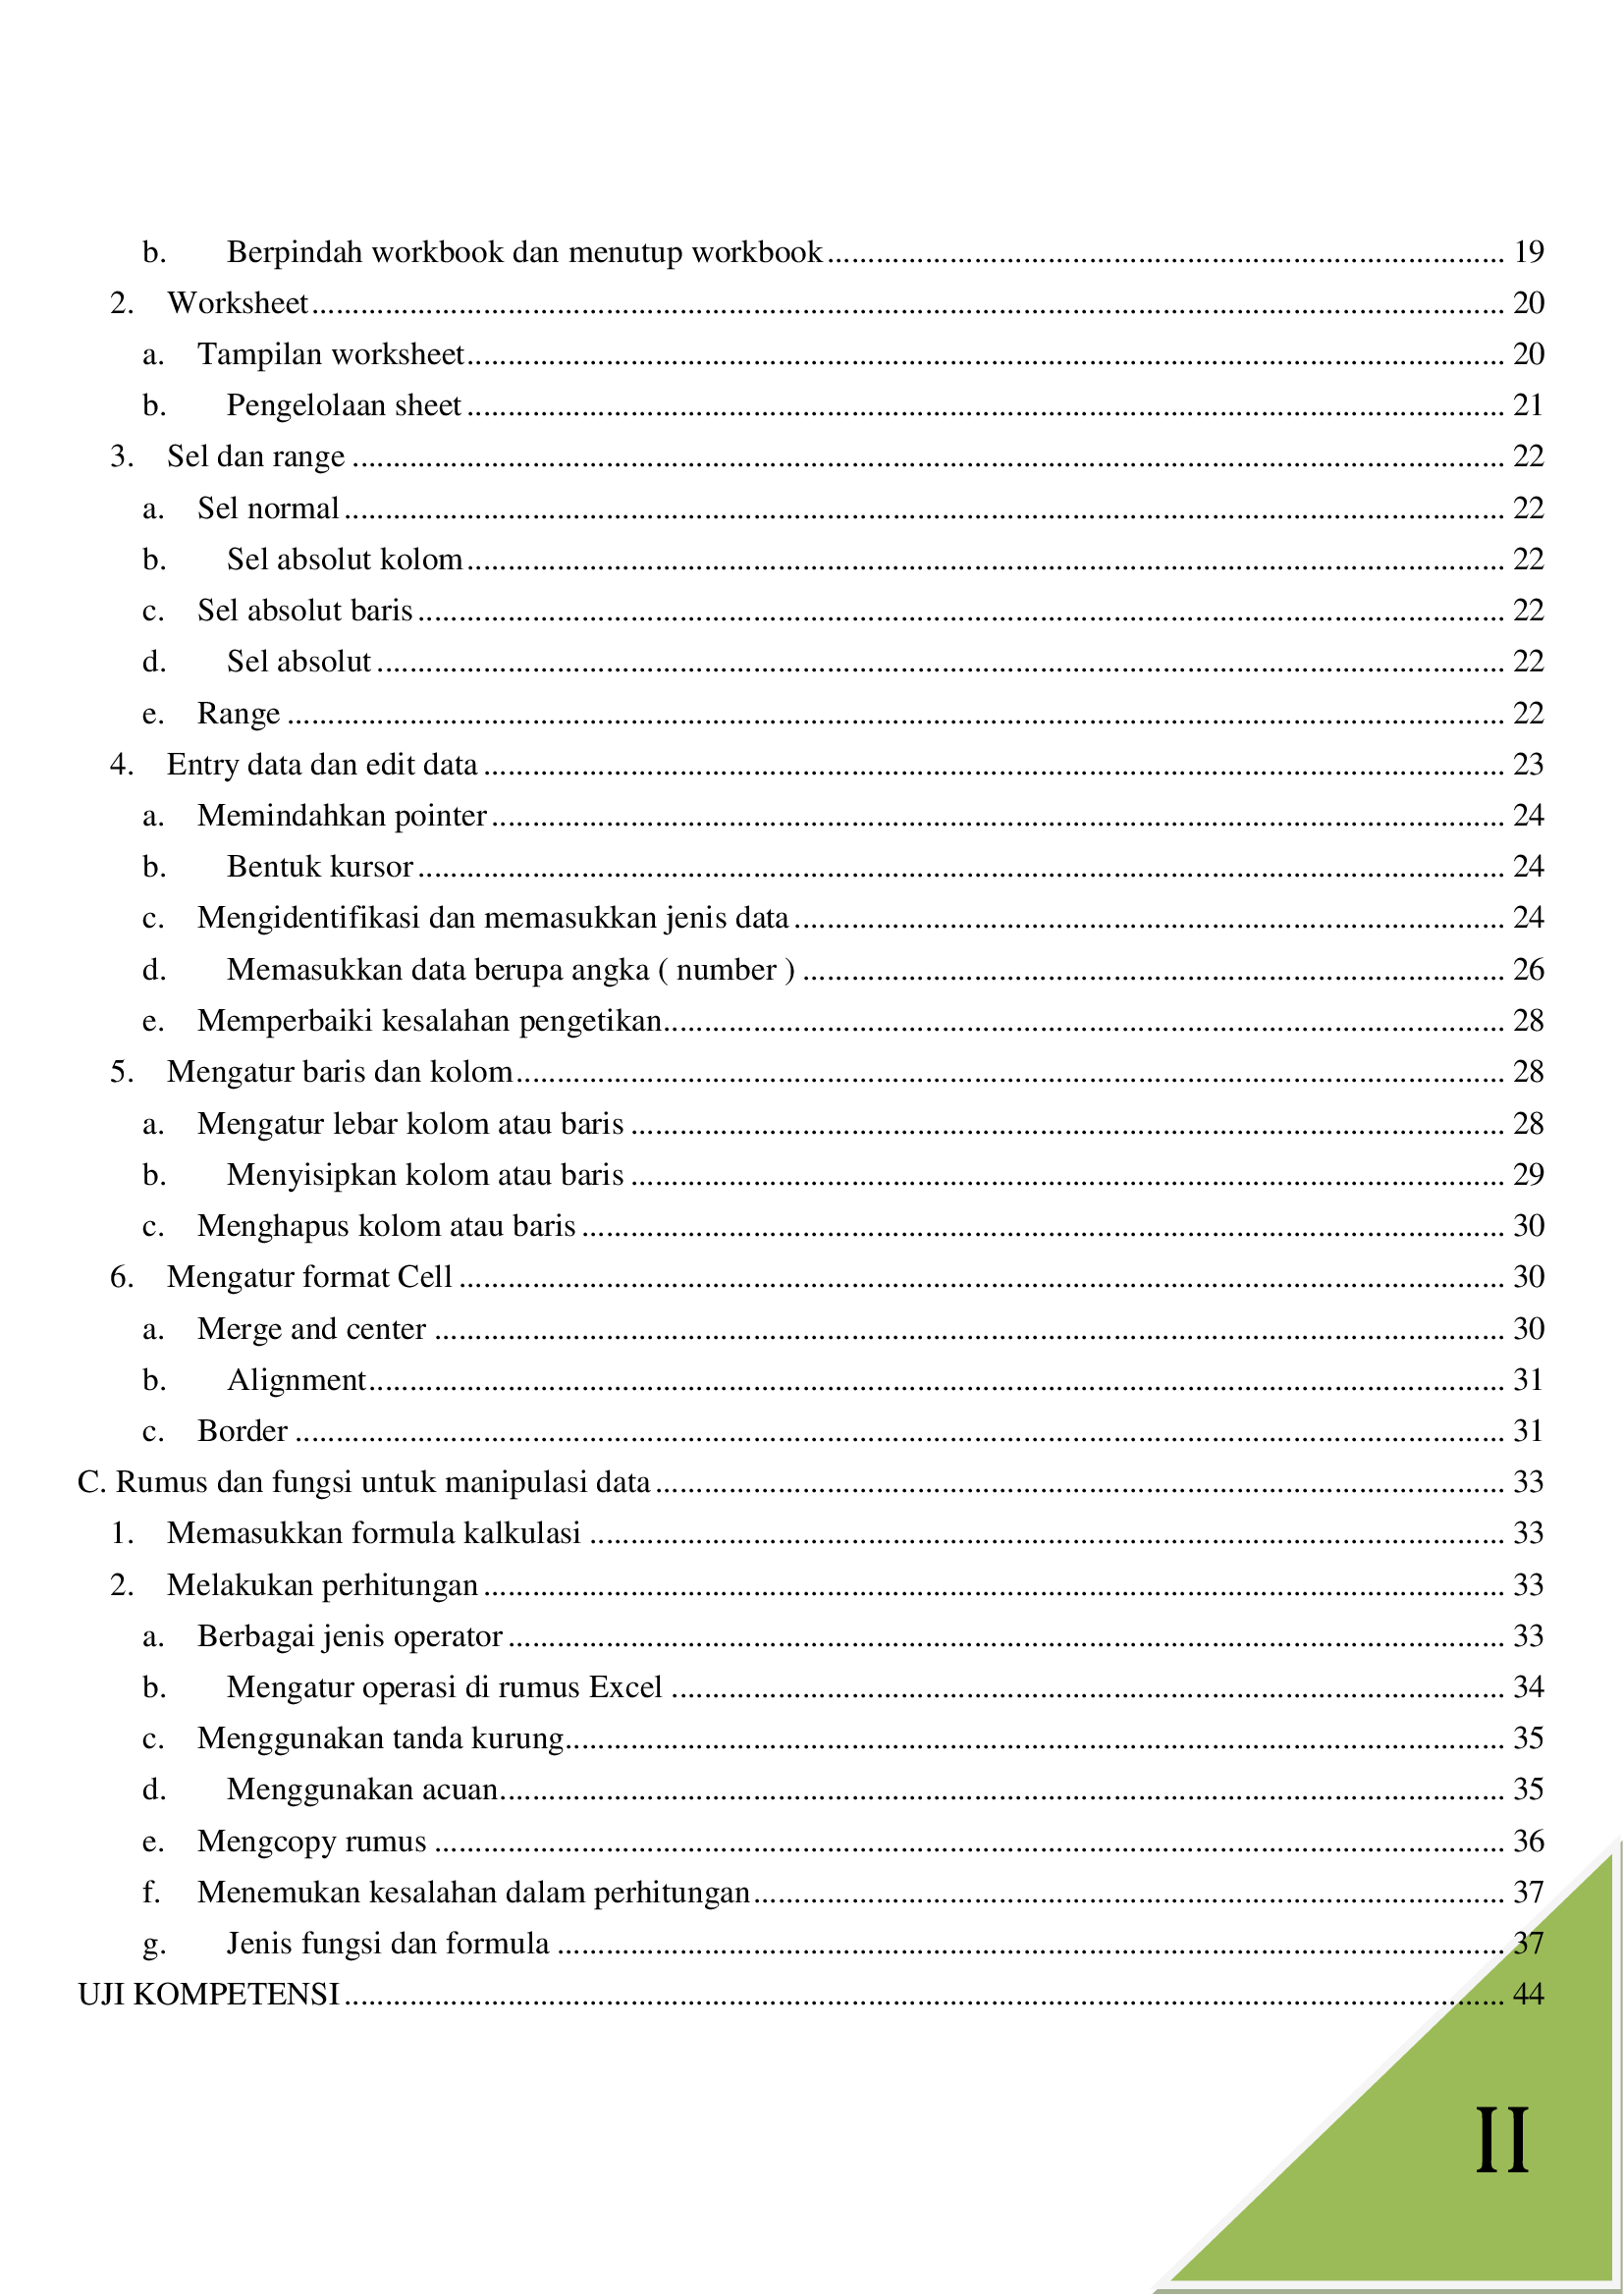 b. Berpindah workbook dan menutup workbook.................................................................................... 19
2. Worksheet.................................................................................................................................................. 20
a. Tampilan worksheet............................................................................................................................... 20
b. Pengelolaan sheet............................................................................................................................... 21
3. Sel dan range............................................................................................................................................. 22
a. Sel normal.............................................................................................................................................. 22
b. Sel absolut kolom............................................................................................................................... 22
c. Sel absolut baris..................................................................................................................................... 22
d. Sel absolut.......................................................................................................................................... 22
e. Range..................................................................................................................................................... 22
4. Entry data dan edit data............................................................................................................................. 23
a. Memindahkan pointer............................................................................................................................ 24
b. Bentuk kursor..................................................................................................................................... 24
c. Mengidentifikasi dan memasukkan jenis data....................................................................................... 24
d. Memasukkan data berupa angka ( number )...................................................................................... 26
e. Memperbaiki kesalahan pengetikan....................................................................................................... 28
5. Mengatur baris dan kolom......................................................................................................................... 28
a. Mengatur lebar kolom atau baris........................................................................................................... 28
b. Menyisipkan kolom atau baris........................................................................................................... 29
c. Menghapus kolom atau baris................................................................................................................. 30
6. Mengatur format Cell................................................................................................................................ 30
a. Merge and center................................................................................................................................... 30
b. Alignment........................................................................................................................................... 31
c. Border.................................................................................................................................................... 31
C. Rumus dan fungsi untuk manipulasi data........................................................................................................ 33
1. Memasukkan formula kalkulasi................................................................................................................ 33
2. Melakukan perhitungan............................................................................................................................. 33
a. Berbagai jenis operator.......................................................................................................................... 33
b. Mengatur operasi di rumus Excel...................................................................................................... 34
c. Menggunakan tanda kurung................................................................................................................... 35
d. Menggunakan acuan........................................................................................................................... 35
e. Mengcopy rumus................................................................................................................................... 36
f. Menemukan kesalahan dalam perhitungan............................................................................................ 37
g. Jenis fungsi dan formula.................................................................................................................... 37
UJI KOMPETENSI.............................................................................................................................................. 44
II